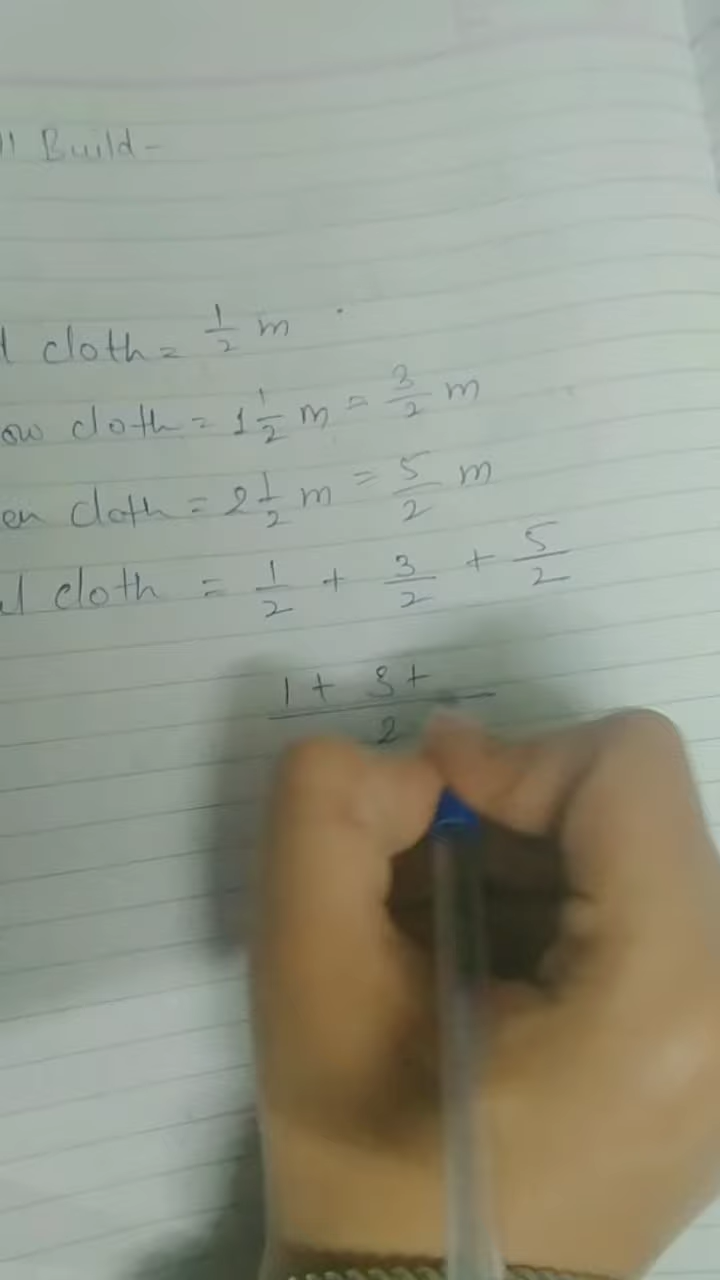 Build -
cloth = 1/2 m
cloth = 1 1/2 m = 3/2 m
cloth = 2 1/2 m = 5/2 m
cloth = 1/2 + 3/2 + 5/2
1 + 3 + / 2